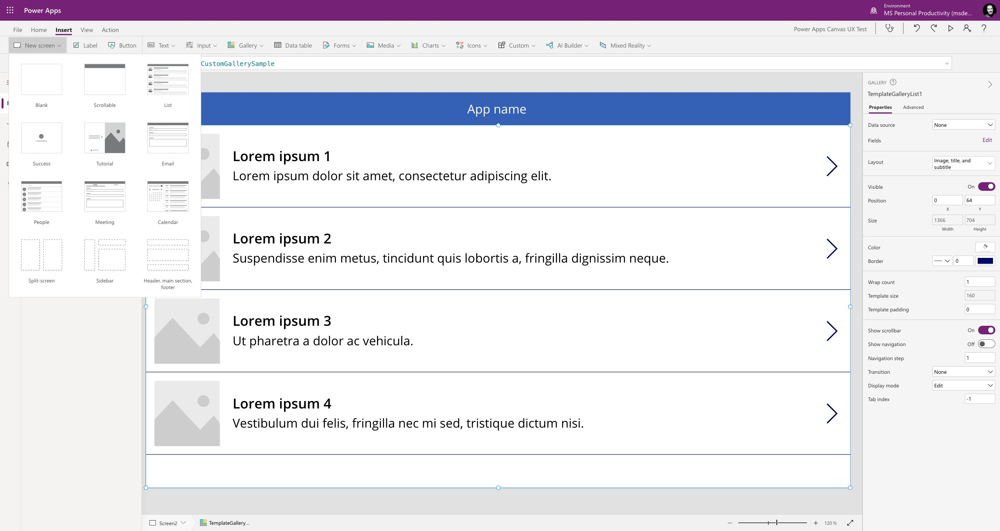 Power Apps
Environment
MS Personal Productivity (msde...
File Home Insert View Action
Power Apps Canvas UX Test
New screen Label Button Text Input Gallery Data table Forms Media Charts Icons Custom AI Builder Mixed Reality
Abc
CustomGallerySample
Blank Scrollable List
Success Tutorial Email
People Meeting Calendar
Split-screen Sidebar Header, main section,
footer
App name
Lorem ipsum 1
Lorem ipsum dolor sit amet, consectetur adipiscing elit.
Lorem ipsum 2
Suspendisse enim metus, tincidunt quis lobortis a, fringilla dignissim neque.
Lorem ipsum 3
Ut pharetra a dolor ac vehicula.
Lorem ipsum 4
Vestibulum dui felis, fringilla nec mi sed, tristique dictum nisi.
GALLERY ?
TemplateGalleryList1
Properties Advanced
Data source None
Fields Edit
Layout Image, title, and
subtitle
Visible On
Position 0 64
X Y
Size 1366 704
Width Height
Color
Border 0
Wrap count 1
Template size 160
Template padding 0
Show scrollbar On
Show navigation Off
Navigation step 1
Transition None
Display mode Edit
Tab index -1
Screen2 TemplateGallery...
120 %